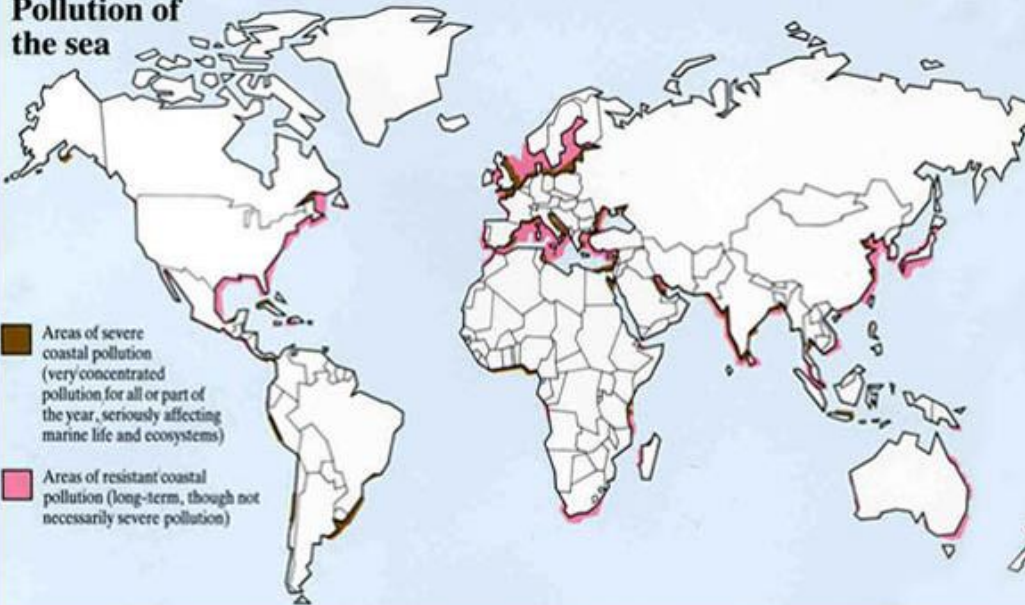 Pollution of
the sea
Areas of severe
coastal pollution
(very concentrated
pollution for all or part of
the year, seriously affecting
marine life and ecosystems)
Areas of resistant coastal
pollution (long-term, though not
necessarily severe pollution)